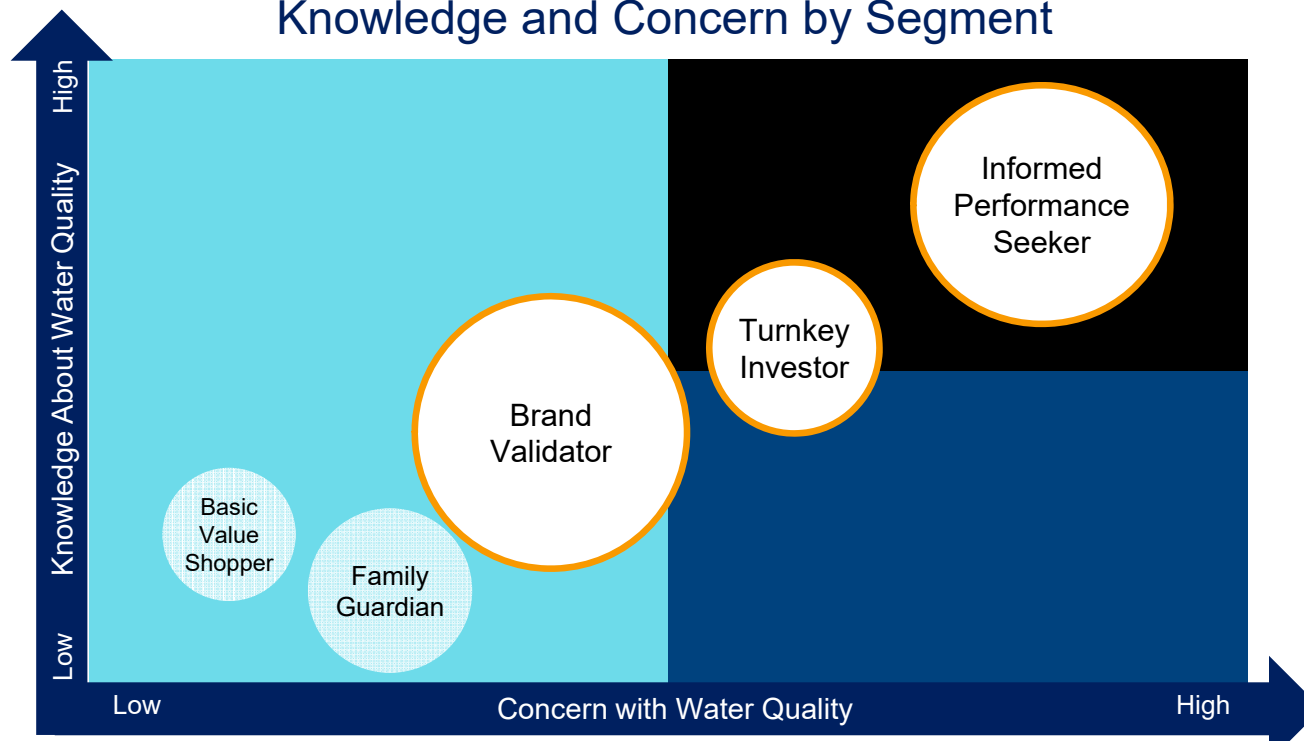 Knowledge and Concern by Segment
High
Knowledge About Water Quality
Low
Informed
Performance
Seeker
Turnkey
Investor
Brand
Validator
Basic
Value
Shopper
Family
Guardian
Low
Concern with Water Quality
High